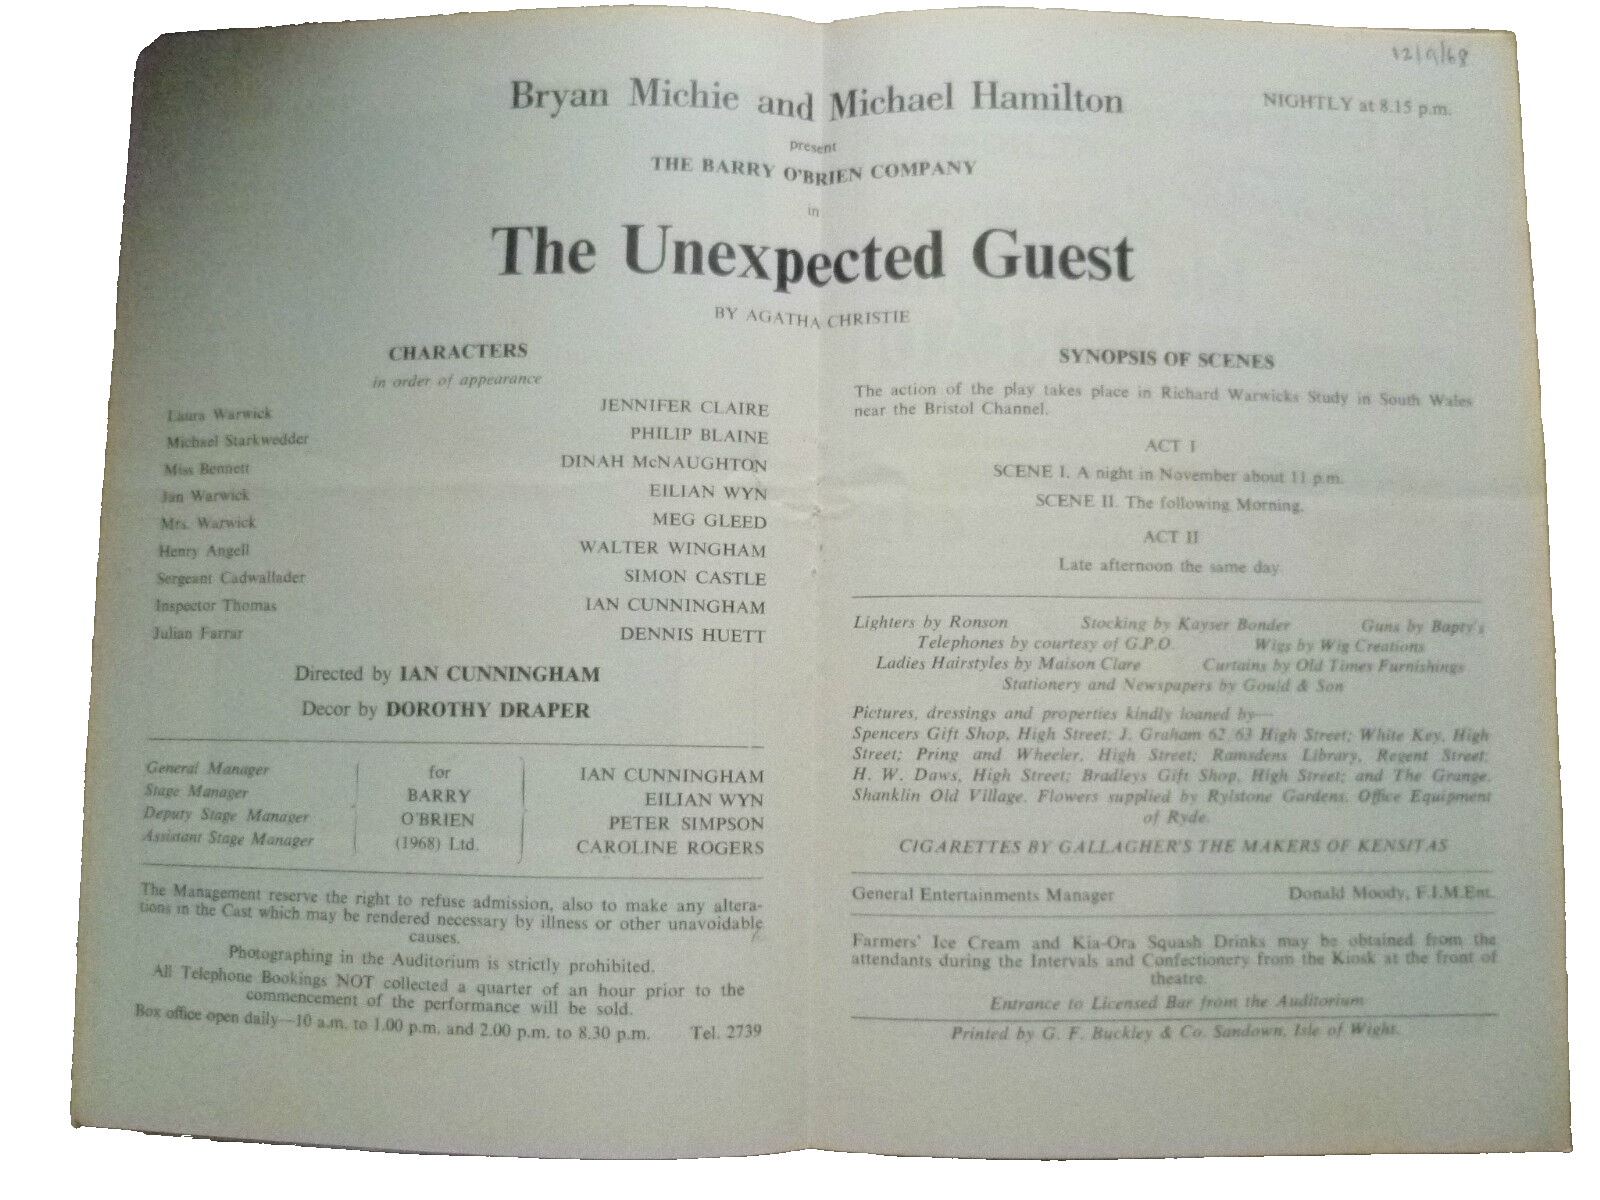 12/9/68
Bryan Michie and Michael Hamilton
NIGHTLY at 8.15 p.m.
present
THE BARRY O'BRIEN COMPANY
in
The Unexpected Guest
BY AGATHA CHRISTIE
CHARACTERS
in order of appearance
Laura Warwick JENNIFER CLAIRE
Michael Starkwedder PHILIP BLAINE
Miss Bennett DINAH McNAUGHTON
Jan Warwick EILIAN WYN
Mrs. Warwick MEG GLEED
Henry Angell WALTER WINGHAM
Sergeant Cadwallader SIMON CASTLE
Inspector Thomas IAN CUNNINGHAM
Julian Farrar DENNIS HUETT
Directed by IAN CUNNINGHAM
Decor by DOROTHY DRAPER
General Manager for IAN CUNNINGHAM
Stage Manager BARRY EILIAN WYN
Deputy Stage Manager O'BRIEN PETER SIMPSON
Assistant Stage Manager (1968) Ltd. CAROLINE ROGERS
The Management reserve the right to refuse admission, also to make any altera-
tions in the Cast which may be rendered necessary by illness or other unavoidable
causes.
Photographing in the Auditorium is strictly prohibited.
All Telephone Bookings NOT collected a quarter of an hour prior to the
commencement of the performance will be sold.
Box office open daily—10 a.m. to 1.00 p.m. and 2.00 p.m. to 8.30 p.m. Tel. 2739
SYNOPSIS OF SCENES
The action of the play takes place in Richard Warwicks Study in South Wales
near the Bristol Channel.
ACT I
SCENE I. A night in November about 11 p.m.
SCENE II. The following Morning.
ACT II
Late afternoon the same day
Lighters by Ronson Stocking by Kayser Bonder Guns by Bapty's
Telephones by courtesy of G.P.O. Wigs by Wig Creations
Ladies Hairstyles by Maison Clare Curtains by Old Times Furnishings
Stationery and Newspapers by Gould & Son
Pictures, dressings and properties kindly loaned by—
Spencers Gift Shop, High Street; J. Graham 62, 63 High Street; White Key, High
Street; Pring and Wheeler, High Street; Ramsdens Library, Regent Street;
H. W. Daws, High Street; Bradleys Gift Shop, High Street; and The Grange,
Shanklin Old Village. Flowers supplied by Rylstone Gardens. Office Equipment
of Ryde.
CIGARETTES BY GALLAGHER'S THE MAKERS OF KENSITAS
General Entertainments Manager Donald Moody, F.I.M.Ent.
Farmers' Ice Cream and Kia-Ora Squash Drinks may be obtained from the
attendants during the Intervals and Confectionery from the Kiosk at the front of
theatre.
Entrance to Licensed Bar from the Auditorium
Printed by G. F. Buckley & Co. Sandown, Isle of Wight.